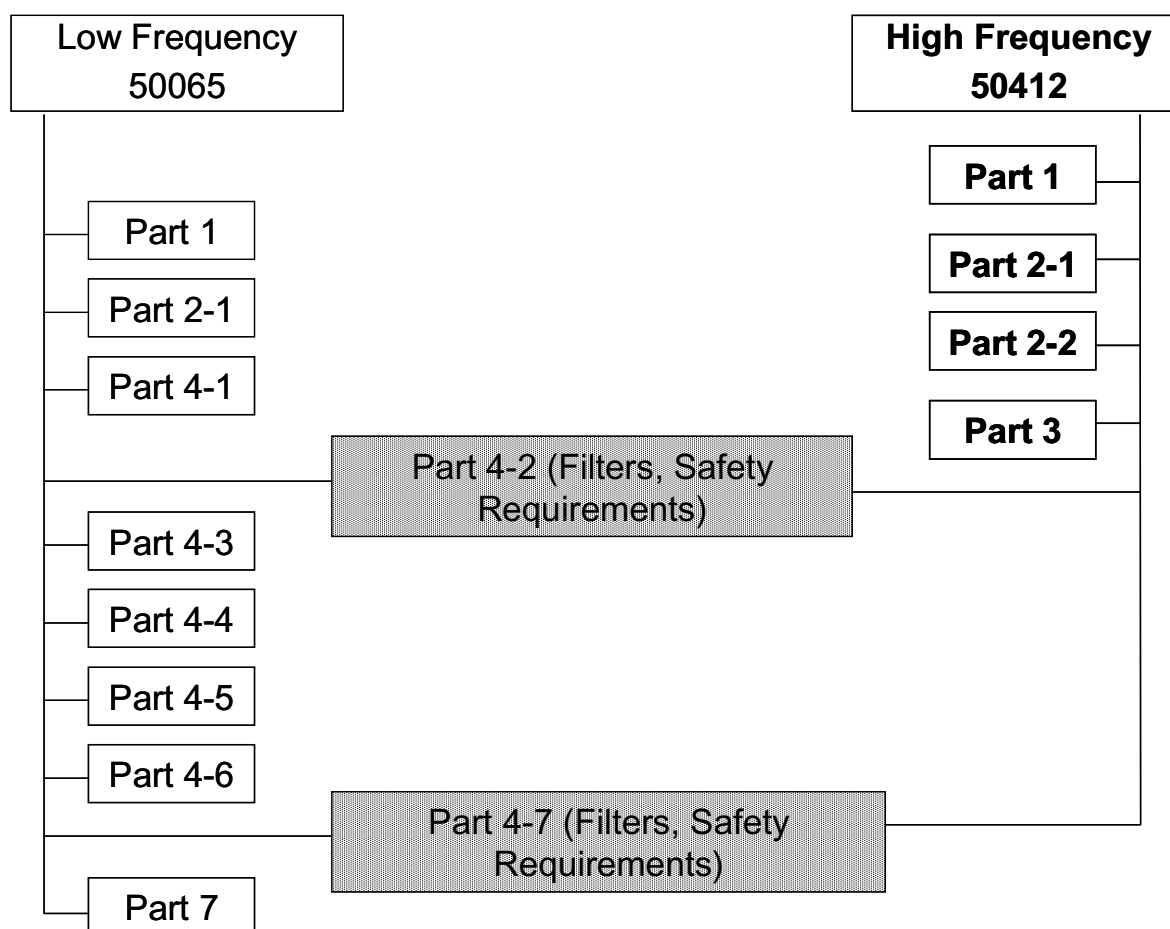 Low Frequency
50065
High Frequency
50412
Part 1
Part 2-1
Part 2-2
Part 3
Part 1
Part 2-1
Part 4-1
Part 4-2 (Filters, Safety
Requirements)
Part 4-3
Part 4-4
Part 4-5
Part 4-6
Part 4-7 (Filters, Safety
Requirements)
Part 7